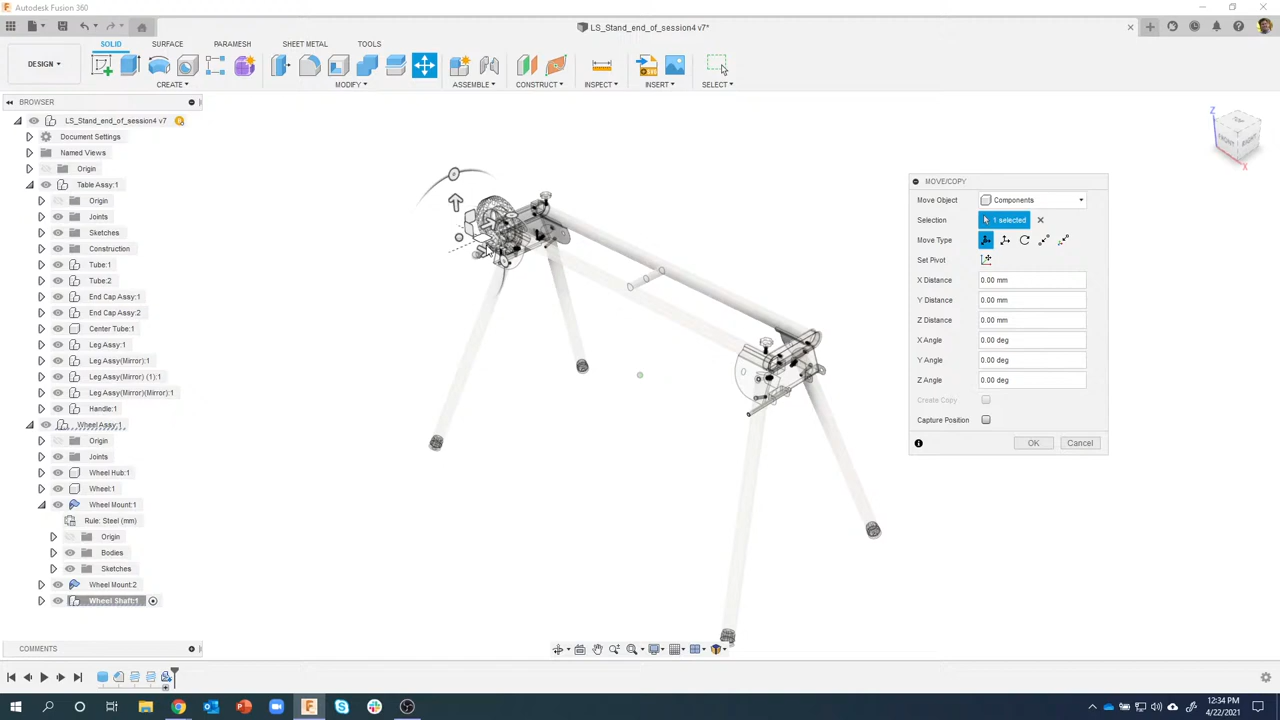 Autodesk Fusion 360
LS_Stand_end_of_session4 v7*
SOLID SURFACE PARAMESH SHEET METAL TOOLS
DESIGN
CREATE MODIFY ASSEMBLE CONSTRUCT INSPECT INSERT SELECT
BROWSER
LS_Stand_end_of_session4 v7
Document Settings
Named Views
Origin
Table Assy:1
Origin
Joints
Sketches
Construction
Tube:1
Tube:2
End Cap Assy:1
End Cap Assy:2
Center Tube:1
Leg Assy:1
Leg Assy(Mirror):1
Leg Assy(Mirror) (1):1
Leg Assy(Mirror)(Mirror):1
Handle:1
Wheel Assy:1
Origin
Joints
Wheel Hub:1
Wheel:1
Wheel Mount:1
Rule: Steel (mm)
Origin
Bodies
Sketches
Wheel Mount:2
Wheel Shaft:1
COMMENTS
Z
TOP
FRONT
RIGHT
X
MOVE/COPY
Move Object Components
Selection 1 selected
Move Type
Set Pivot
X Distance 0.00 mm
Y Distance 0.00 mm
Z Distance 0.00 mm
X Angle 0.00 deg
Y Angle 0.00 deg
Z Angle 0.00 deg
Create Copy
Capture Position
OK Cancel
12:34 PM
4/22/2021